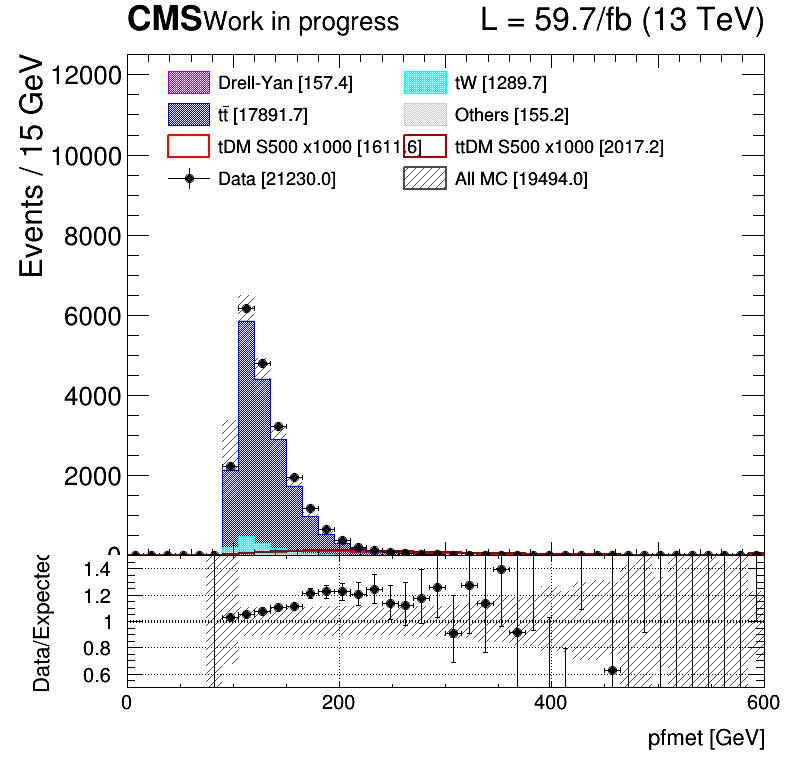 CMS Work in progress L = 59.7/fb (13 TeV)
Events / 15 GeV
12000
10000
8000
6000
4000
2000
0
Drell-Yan [157.4] tW [1289.7]
tt̄ [17891.7] Others [155.2]
tDM S500 x1000 [1611.6] ttDM S500 x1000 [2017.2]
Data [21230.0] All MC [19494.0]
Data/Expected
1.4
1.2
1
0.8
0.6
0 200 400 600
pfmet [GeV]